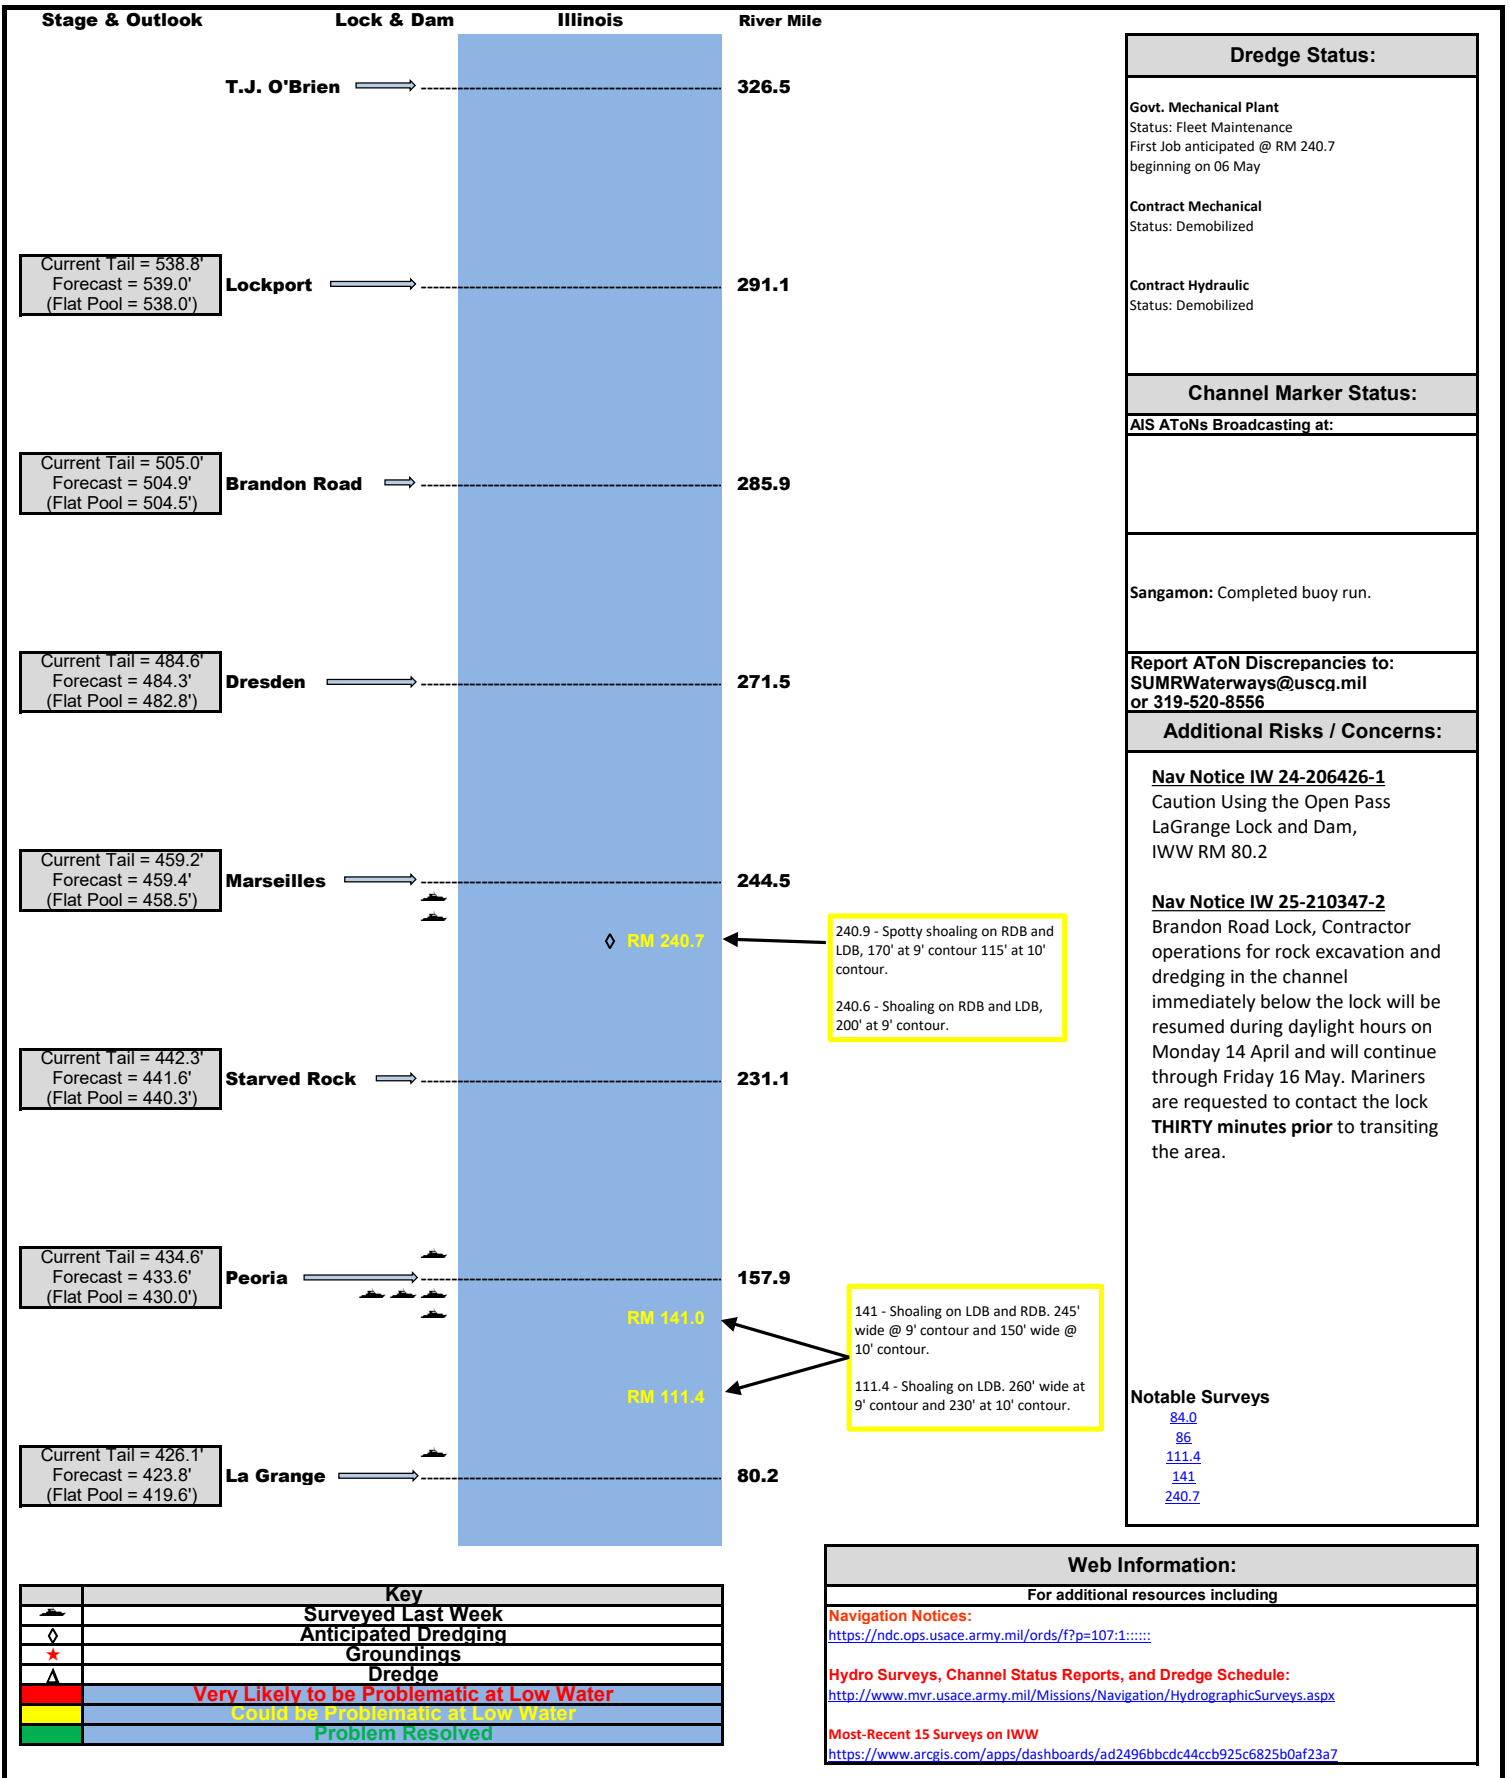 Stage & Outlook Lock & Dam Illinois River Mile
T.J. O'Brien 326.5
Current Tail = 538.8'
Forecast = 539.0'
(Flat Pool = 538.0')
Lockport 291.1
Current Tail = 505.0'
Forecast = 504.9'
(Flat Pool = 504.5')
Brandon Road 285.9
Current Tail = 484.6'
Forecast = 484.3'
(Flat Pool = 482.8')
Dresden 271.5
Current Tail = 459.2'
Forecast = 459.4'
(Flat Pool = 458.5')
Marseilles 244.5
RM 240.7
240.9 - Spotty shoaling on RDB and
LDB, 170' at 9' contour 115' at 10'
contour.
240.6 - Shoaling on RDB and LDB,
200' at 9' contour.
Current Tail = 442.3'
Forecast = 441.6'
(Flat Pool = 440.3')
Starved Rock 231.1
Current Tail = 434.6'
Forecast = 433.6'
(Flat Pool = 430.0')
Peoria 157.9
RM 141.0
RM 111.4
141 - Shoaling on LDB and RDB. 245'
wide @ 9' contour and 150' wide @
10' contour.
111.4 - Shoaling on LDB. 260' wide at
9' contour and 230' at 10' contour.
Current Tail = 426.1'
Forecast = 423.8'
(Flat Pool = 419.6')
La Grange 80.2
Dredge Status:
Govt. Mechanical Plant
Status: Fleet Maintenance
First Job anticipated @ RM 240.7
beginning on 06 May
Contract Mechanical
Status: Demobilized
Contract Hydraulic
Status: Demobilized
Channel Marker Status:
AIS AToNs Broadcasting at:
Sangamon: Completed buoy run.
Report AToN Discrepancies to:
SUMRWaterways@uscg.mil
or 319-520-8556
Additional Risks / Concerns:
Nav Notice IW 24-206426-1
Caution Using the Open Pass
LaGrange Lock and Dam,
IWW RM 80.2
Nav Notice IW 25-210347-2
Brandon Road Lock, Contractor
operations for rock excavation and
dredging in the channel
immediately below the lock will be
resumed during daylight hours on
Monday 14 April and will continue
through Friday 16 May. Mariners
are requested to contact the lock
THIRTY minutes prior to transiting
the area.
Notable Surveys
84.0
86
111.4
141
240.7
Key
Surveyed Last Week
Anticipated Dredging
Groundings
Dredge
Very Likely to be Problematic at Low Water
Could be Problematic at Low Water
Problem Resolved
Web Information:
For additional resources including
Navigation Notices:
https://ndc.ops.usace.army.mil/ords/f?p=107:1::::::
Hydro Surveys, Channel Status Reports, and Dredge Schedule:
http://www.mvr.usace.army.mil/Missions/Navigation/HydrographicSurveys.aspx
Most-Recent 15 Surveys on IWW
https://www.arcgis.com/apps/dashboards/ad2496bbcdc44ccb925c6825b0af23a7